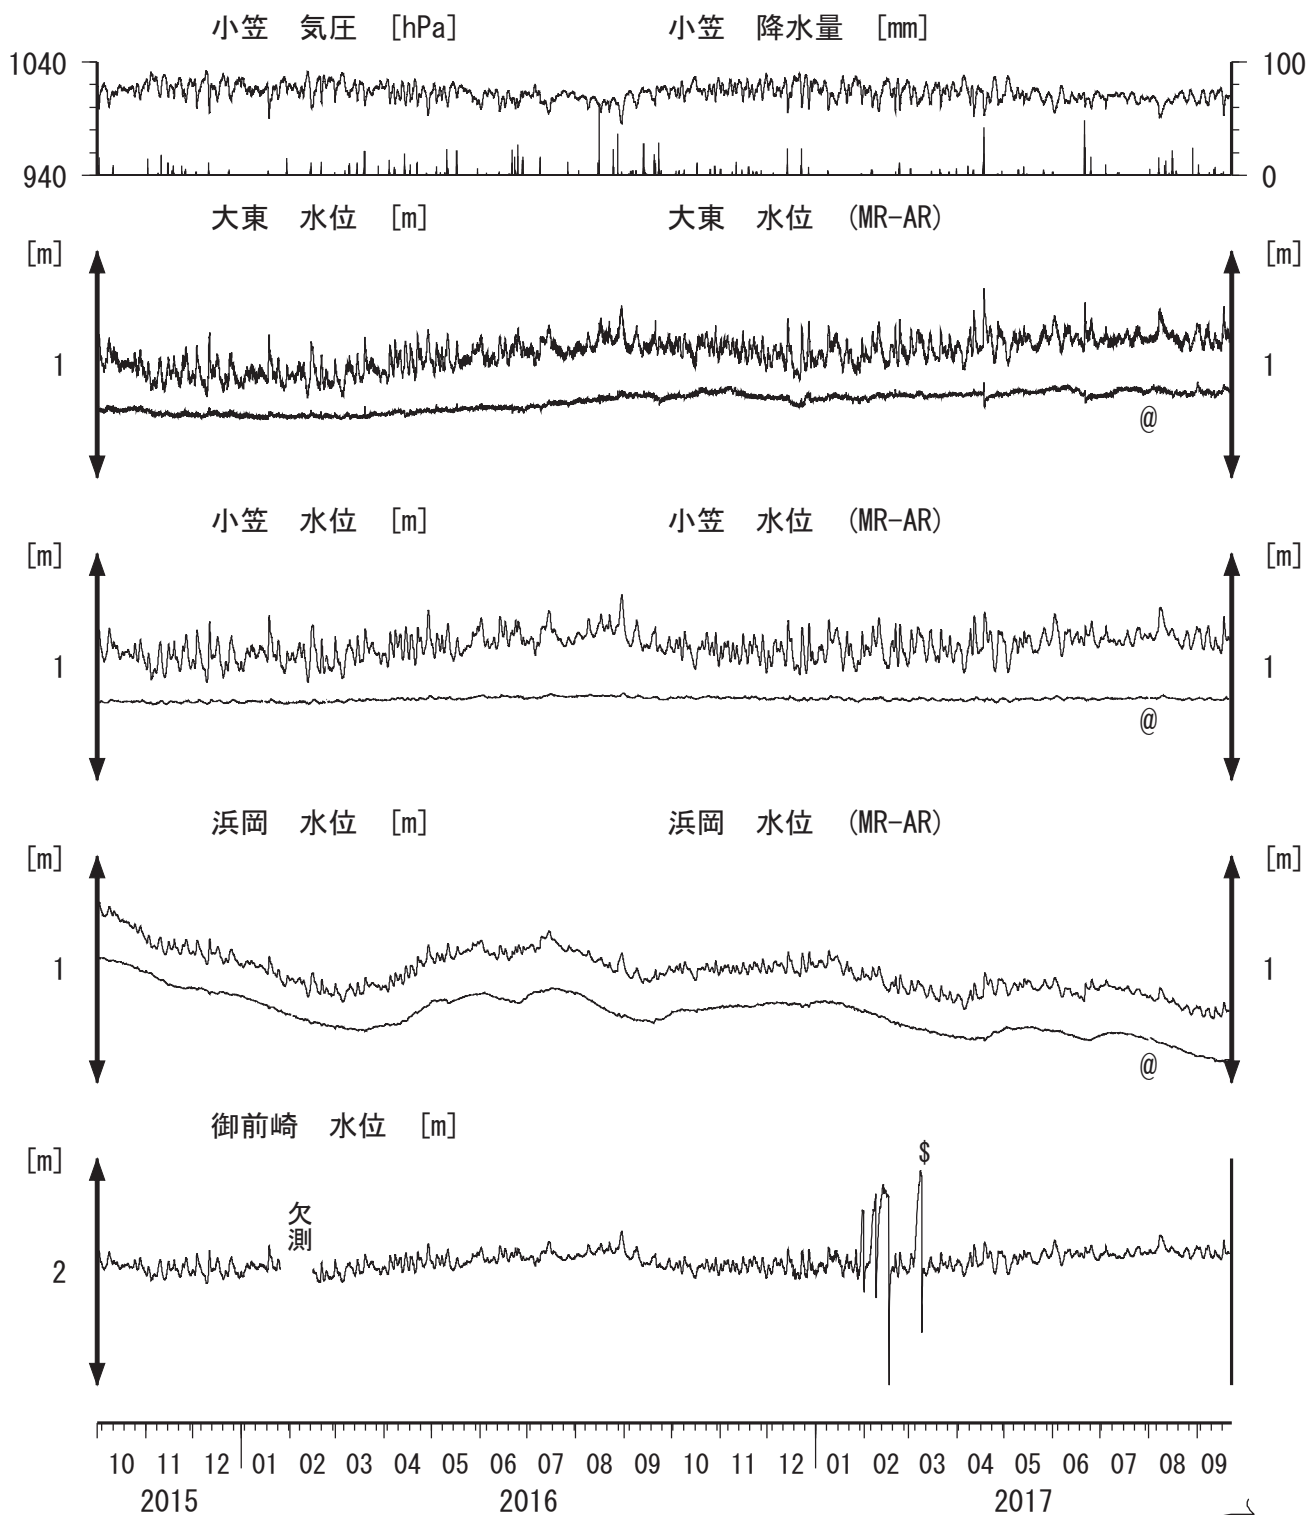 小笠 気圧 [hPa] 小笠 降水量 [mm]
1040 100
940 0
大東 水位 [m] 大東 水位 (MR-AR)
[m] [m]
1 1
@
小笠 水位 [m] 小笠 水位 (MR-AR)
[m] [m]
1 1
@
浜岡 水位 [m] 浜岡 水位 (MR-AR)
[m] [m]
1 1
@
御前崎 水位 [m]
[m] $
欠測
2
10 11 12 01 02 03 04 05 06 07 08 09 10 11 12 01 02 03 04 05 06 07 08 09
2015 2016 2017